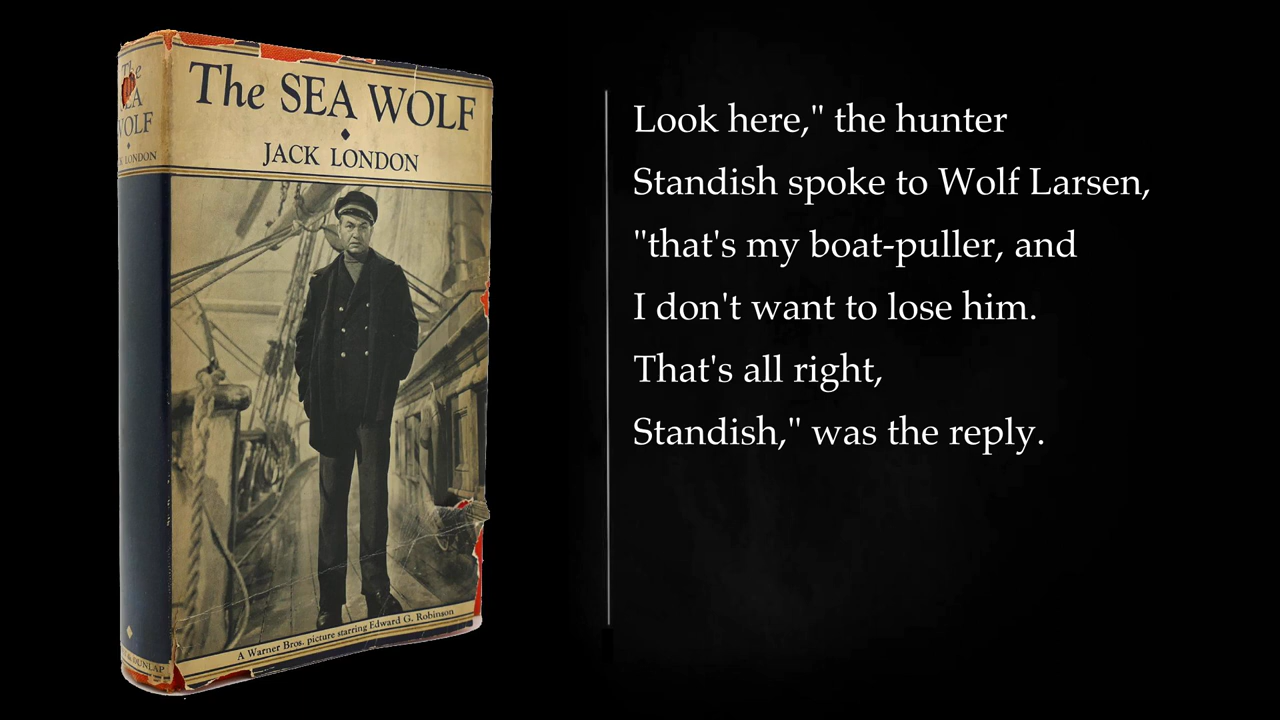 The
SEA
WOLF
The SEA WOLF
JACK LONDON
A Warner Bros. picture starring Edward G. Robinson
DUNLAP
Look here," the hunter
Standish spoke to Wolf Larsen,
"that's my boat-puller, and
I don't want to lose him.
That's all right,
Standish," was the reply.